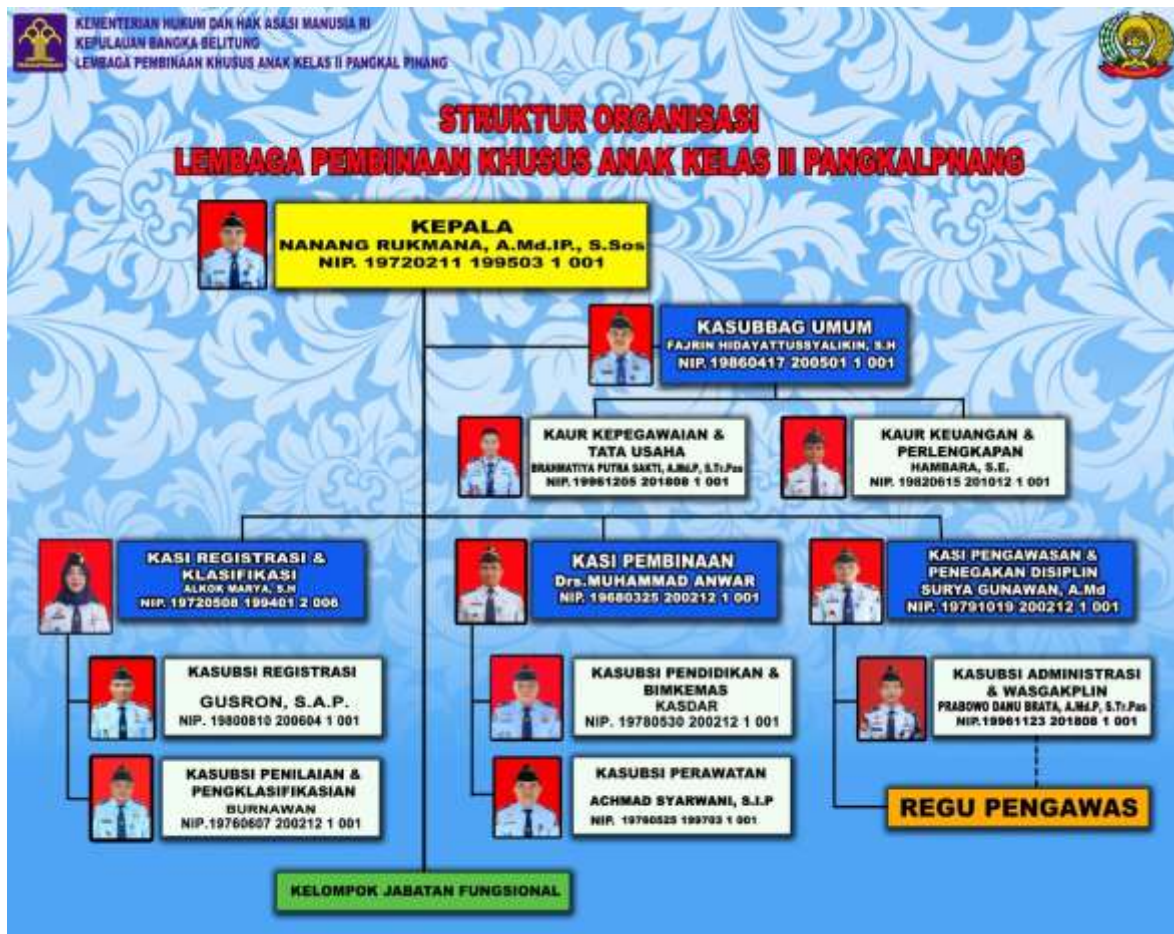 KEMENTERIAN HUKUM DAN HAK ASASI MANUSIA RI
KEPULAUAN BANGKA BELITUNG
LEMBAGA PEMBINAAN KHUSUS ANAK KELAS II PANGKAL PINANG
STRUKTUR ORGANISASI
LEMBAGA PEMBINAAN KHUSUS ANAK KELAS II PANGKALPNANG
KEPALA
NANANG RUKMANA, A.Md.IP., S.Sos
NIP. 19720211 199503 1 001
KASUBBAG UMUM
FAJRIN HIDAYATTUSSYALIKIN, S.H
NIP. 19860417 200501 1 001
KAUR KEPEGAWAIAN &
TATA USAHA
BRAHMATIYA PUTRA SAKTI, A.Md.P, S.Tr.Pas
NIP.19961205 201808 1 001
KAUR KEUANGAN &
PERLENGKAPAN
HAMBARA, S.E.
NIP. 19820615 201012 1 001
KASI REGISTRASI &
KLASIFIKASI
ALKOK MARYA, S.H
NIP. 19720508 199401 2 006
KASI PEMBINAAN
Drs.MUHAMMAD ANWAR
NIP. 19680325 200212 1 001
KASI PENGAWASAN &
PENEGAKAN DISIPLIN
SURYA GUNAWAN, A.Md
NIP. 19791019 200212 1 001
KASUBSI REGISTRASI
GUSRON, S.A.P.
NIP. 19800810 200604 1 001
KASUBSI PENDIDIKAN &
BIMKEMAS
KASDAR
NIP. 19780530 200212 1 001
KASUBSI ADMINISTRASI
& WASGAKPLIN
PRABOWO DANU BRATA, A.Md.P, S.Tr.Pas
NIP.19961123 201808 1 001
KASUBSI PENILAIAN &
PENGKLASIFIKASIAN
BURNAWAN
NIP.19760607 200212 1 001
KASUBSI PERAWATAN
ACHMAD SYARWANI, S.I.P
NIP. 19760525 199703 1 001
REGU PENGAWAS
KELOMPOK JABATAN FUNGSIONAL